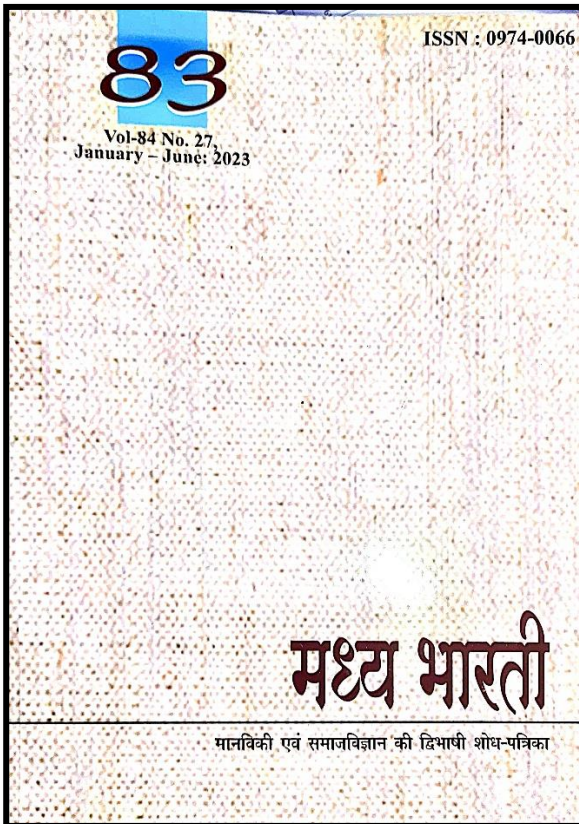 ISSN : 0974-0066
83
Vol-84 No. 27,
January – June: 2023
मध्य भारती
मानविकी एवं समाजविज्ञान की द्विभाषी शोध-पत्रिका